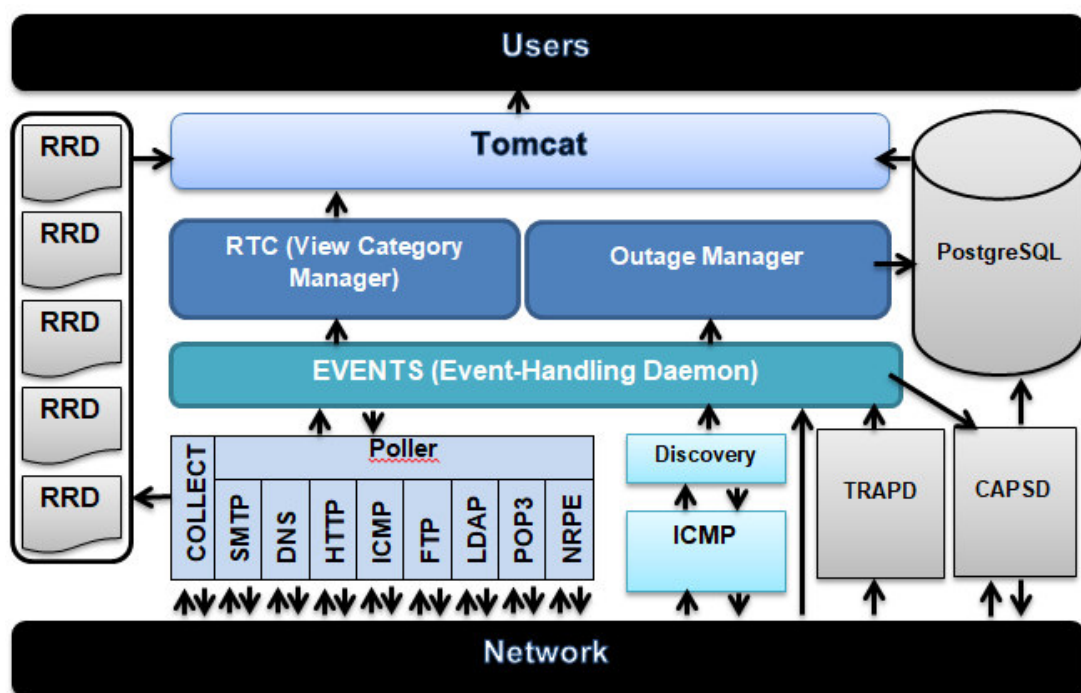 Users
RRD
RRD
RRD
RRD
RRD
Tomcat
RTC (View Category
Manager)
Outage Manager
PostgreSQL
EVENTS (Event-Handling Daemon)
COLLECT
Poller
SMTP
DNS
HTTP
ICMP
FTP
LDAP
POP3
NRPE
Discovery
ICMP
TRAPD
CAPSD
Network